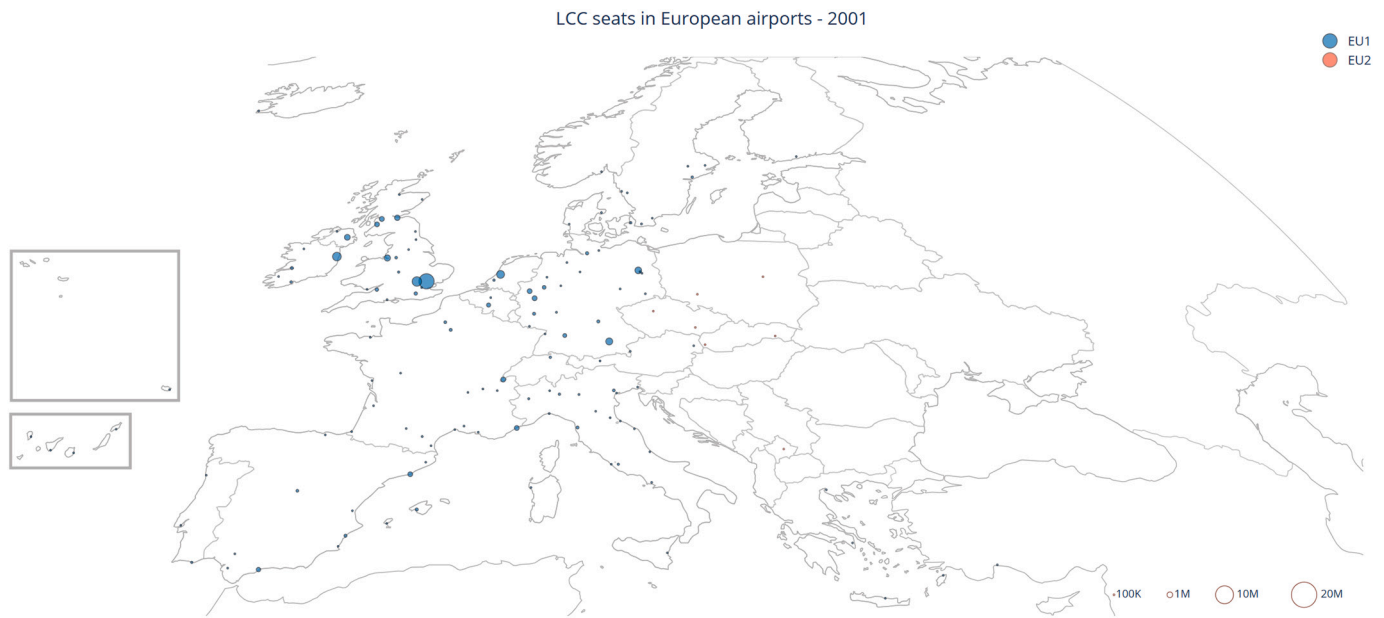 LCC seats in European airports - 2001
EU1
EU2
100K
1M
10M
20M